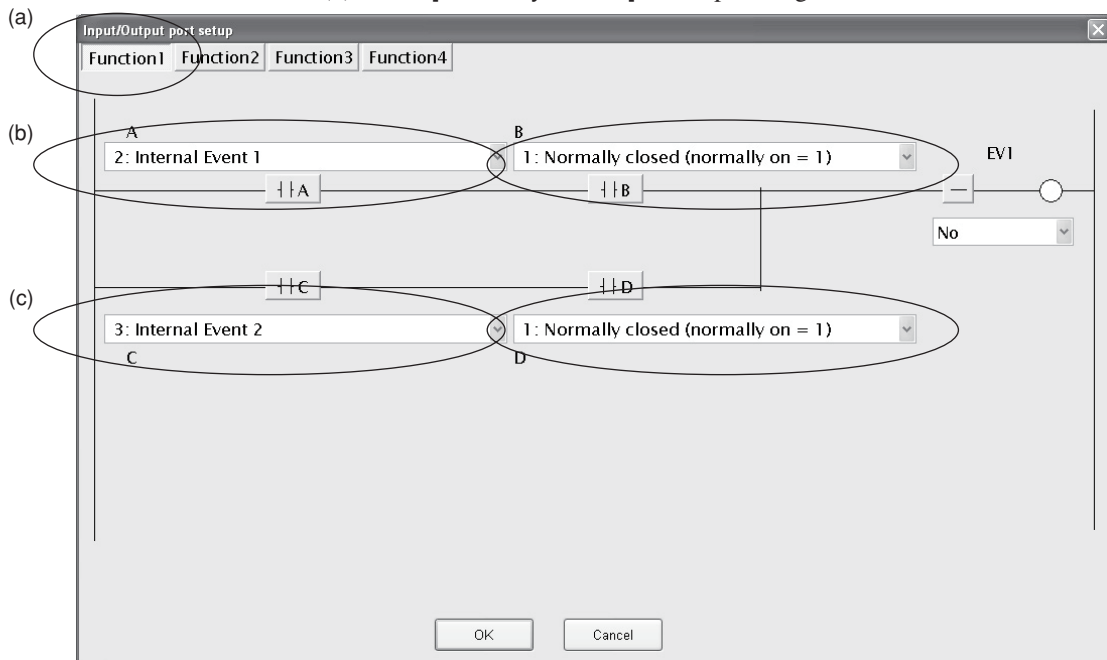 (a)
Input/Output port setup
Function1 Function2 Function3 Function4
(b)
A B
2: Internal Event 1 1: Normally closed (normally on = 1) EV1
A B
No
(c)
C D
3: Internal Event 2 1: Normally closed (normally on = 1)
C D
OK Cancel